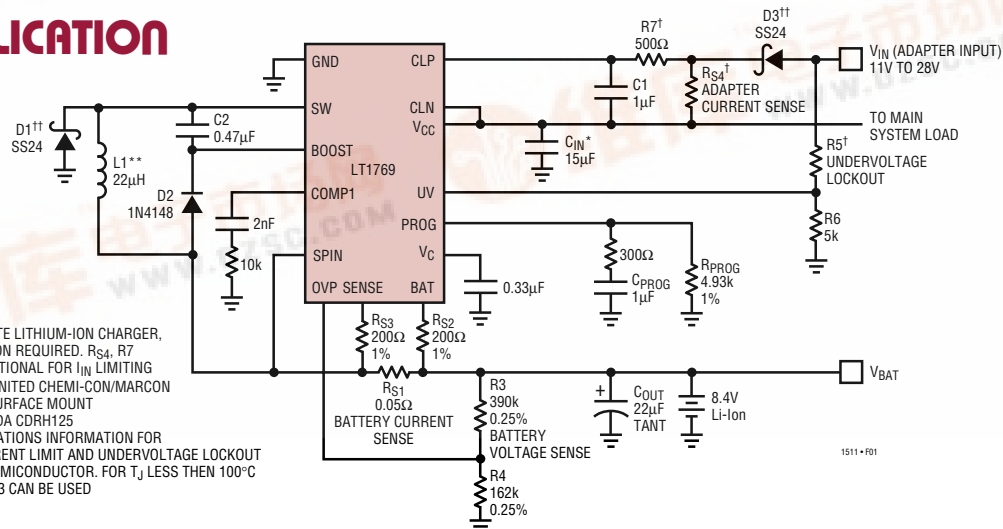 LICATION
GND
SW
BOOST
COMP1
SPIN
OVP SENSE
BAT
CLP
CLN
VCC
UV
PROG
VC
LT1769
D1††
SS24
L1**
22µH
C2
0.47µF
D2
1N4148
2nF
10k
R7†
500Ω
C1
1µF
RS4†
ADAPTER
CURRENT SENSE
D3††
SS24
VIN (ADAPTER INPUT)
11V TO 28V
CIN*
15µF
TO MAIN
SYSTEM LOAD
R5†
UNDERVOLTAGE
LOCKOUT
R6
5k
300Ω
CPROG
1µF
RPROG
4.93k
1%
0.33µF
RS3
200Ω
1%
RS2
200Ω
1%
RS1
0.05Ω
BATTERY CURRENT
SENSE
R3
390k
0.25%
BATTERY
VOLTAGE SENSE
R4
162k
0.25%
+
COUT
22µF
TANT
8.4V
Li-Ion
VBAT
TE LITHIUM-ION CHARGER,
ON REQUIRED. RS4, R7
TIONAL FOR IIN LIMITING
NITED CHEMI-CON/MARCON
URFACE MOUNT
DA CDRH125
ATIONS INFORMATION FOR
RENT LIMIT AND UNDERVOLTAGE LOCKOUT
EMICONDUCTOR. FOR TJ LESS THEN 100°C
3 CAN BE USED
1511 • F01
WWW.DZSC.COM